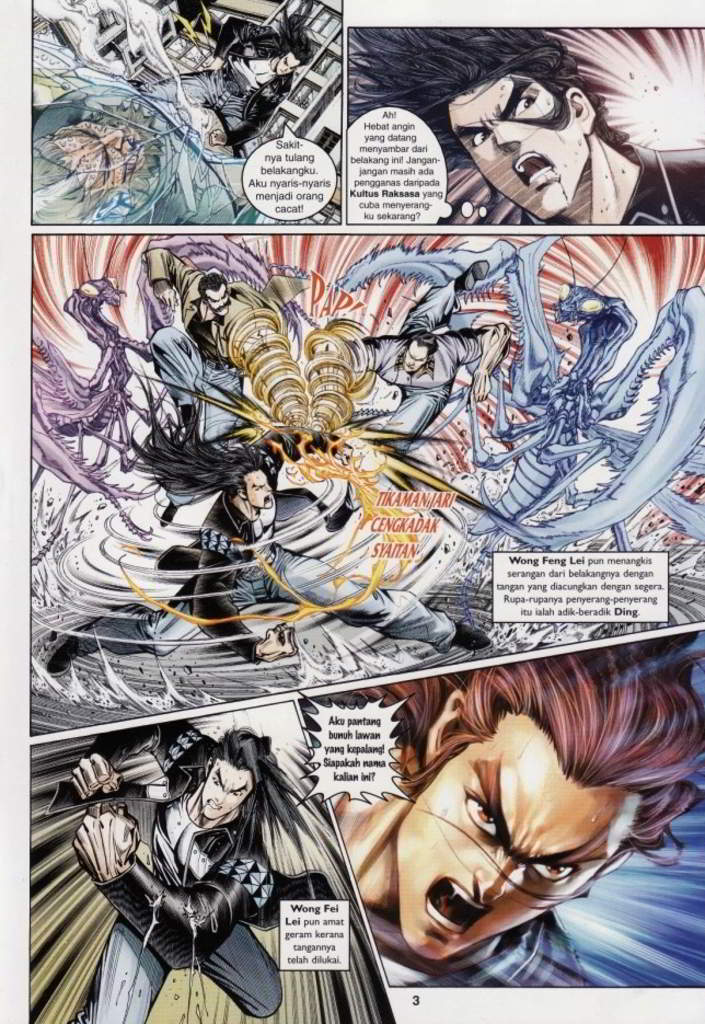 Sakit-
nya tulang
belakangku.
Aku nyaris-nyaris
menjadi orang
cacat!
Ah!
Hebat angin
yang datang
menyambar dari
belakang ini! Jangan-
jangan masih ada
pengganas daripada
Kultus Raksasa yang
cuba menyerang-
ku sekarang?
PAP!
TIKAMAN JARI
CENGKADAK
SYAITAN
Wong Feng Lei pun menangkis
serangan dari belakangnya dengan
tangan yang diacungkan dengan segera.
Rupa-rupanya penyerang-penyerang
itu ialah adik-beradik Ding.
Aku pantang
bunuh lawan
yang kepalang!
Siapakah nama
kalian ini?
Wong Fei
Lei pun amat
geram kerana
tangannya
telah dilukai.
3